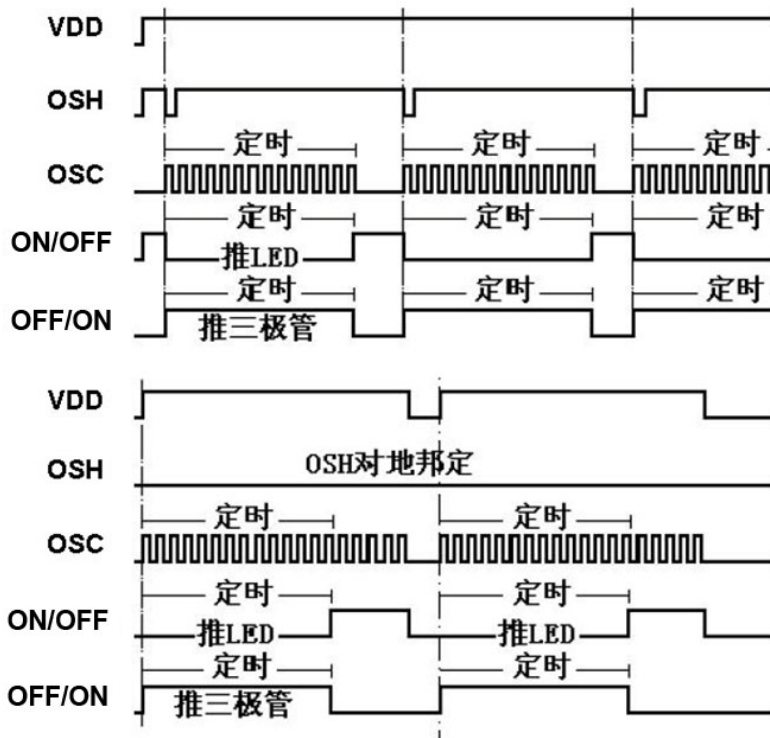 VDD
OSH
定时 定时 定时
OSC
定时 定时 定时
ON/OFF
推LED
定时 定时 定时
OFF/ON
推三极管
VDD
OSH对地邦定
OSH
定时 定时
OSC
定时 定时
ON/OFF
推LED 推LED
定时 定时
OFF/ON
推三极管